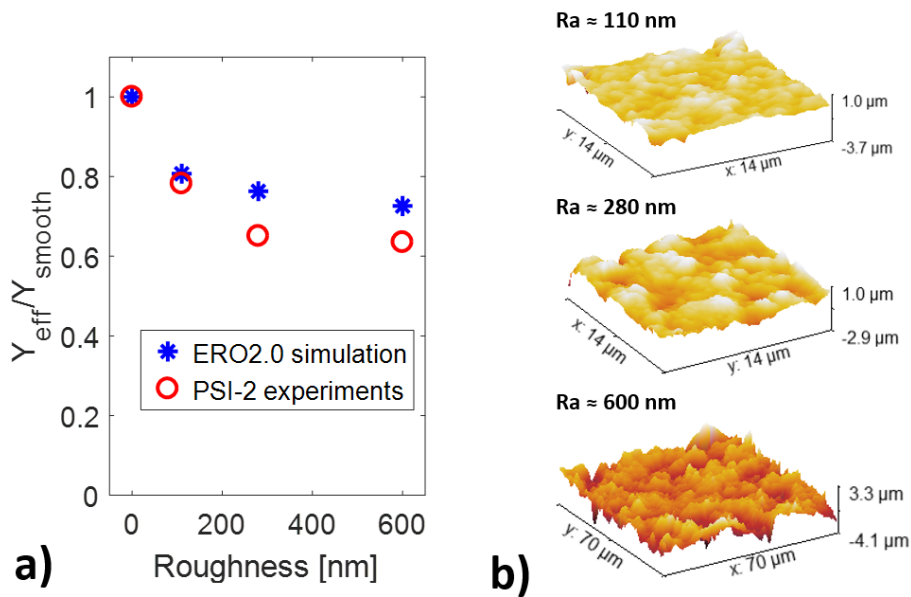 1
0.8
0.6
0.4
0.2
0
Y_eff/Y_smooth
ERO2.0 simulation
PSI-2 experiments
0
200
400
600
Roughness [nm]
a)
Ra ≈ 110 nm
1.0 µm
-3.7 µm
y: 14 µm
x: 14 µm
Ra ≈ 280 nm
1.0 µm
-2.9 µm
x: 14 µm
y: 14 µm
Ra ≈ 600 nm
3.3 µm
-4.1 µm
y: 70 µm
x: 70 µm
b)